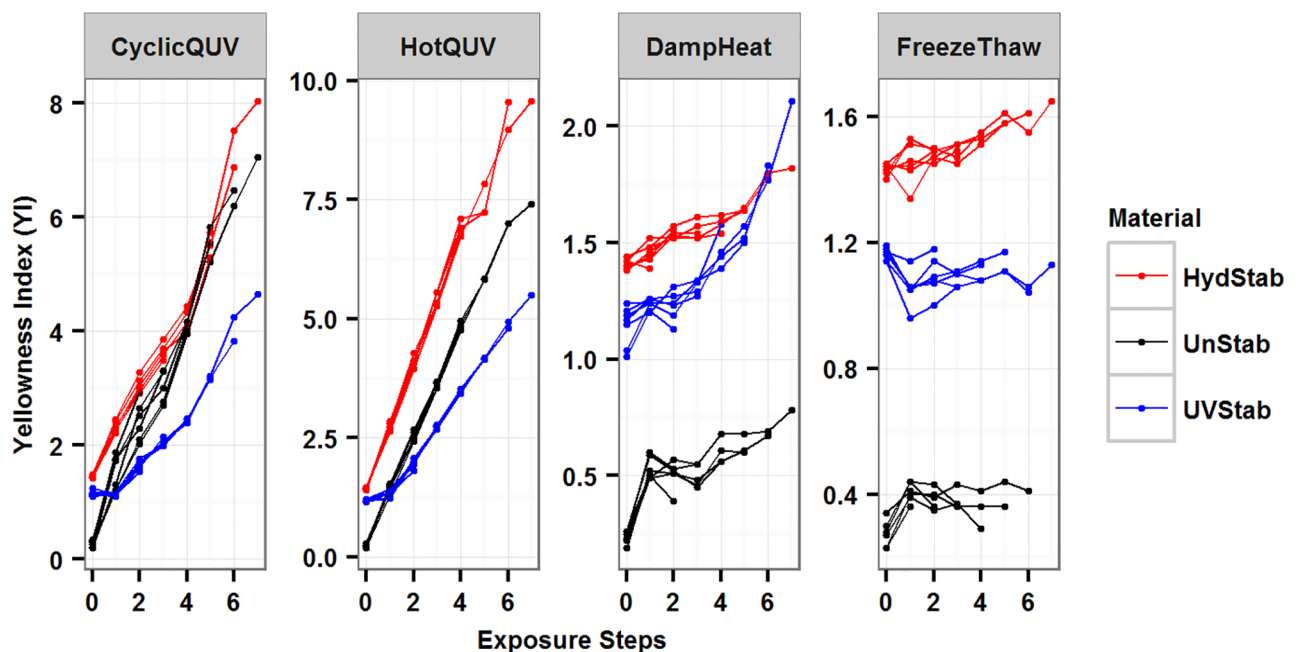 CyclicQUV
HotQUV
DampHeat
FreezeThaw
Yellowness Index (YI)
8
6
4
2
0
10.0
7.5
5.0
2.5
0.0
2.0
1.5
1.0
0.5
1.6
1.2
0.8
0.4
0 2 4 6
0 2 4 6
0 2 4 6
0 2 4 6
Exposure Steps
Material
HydStab
UnStab
UVStab